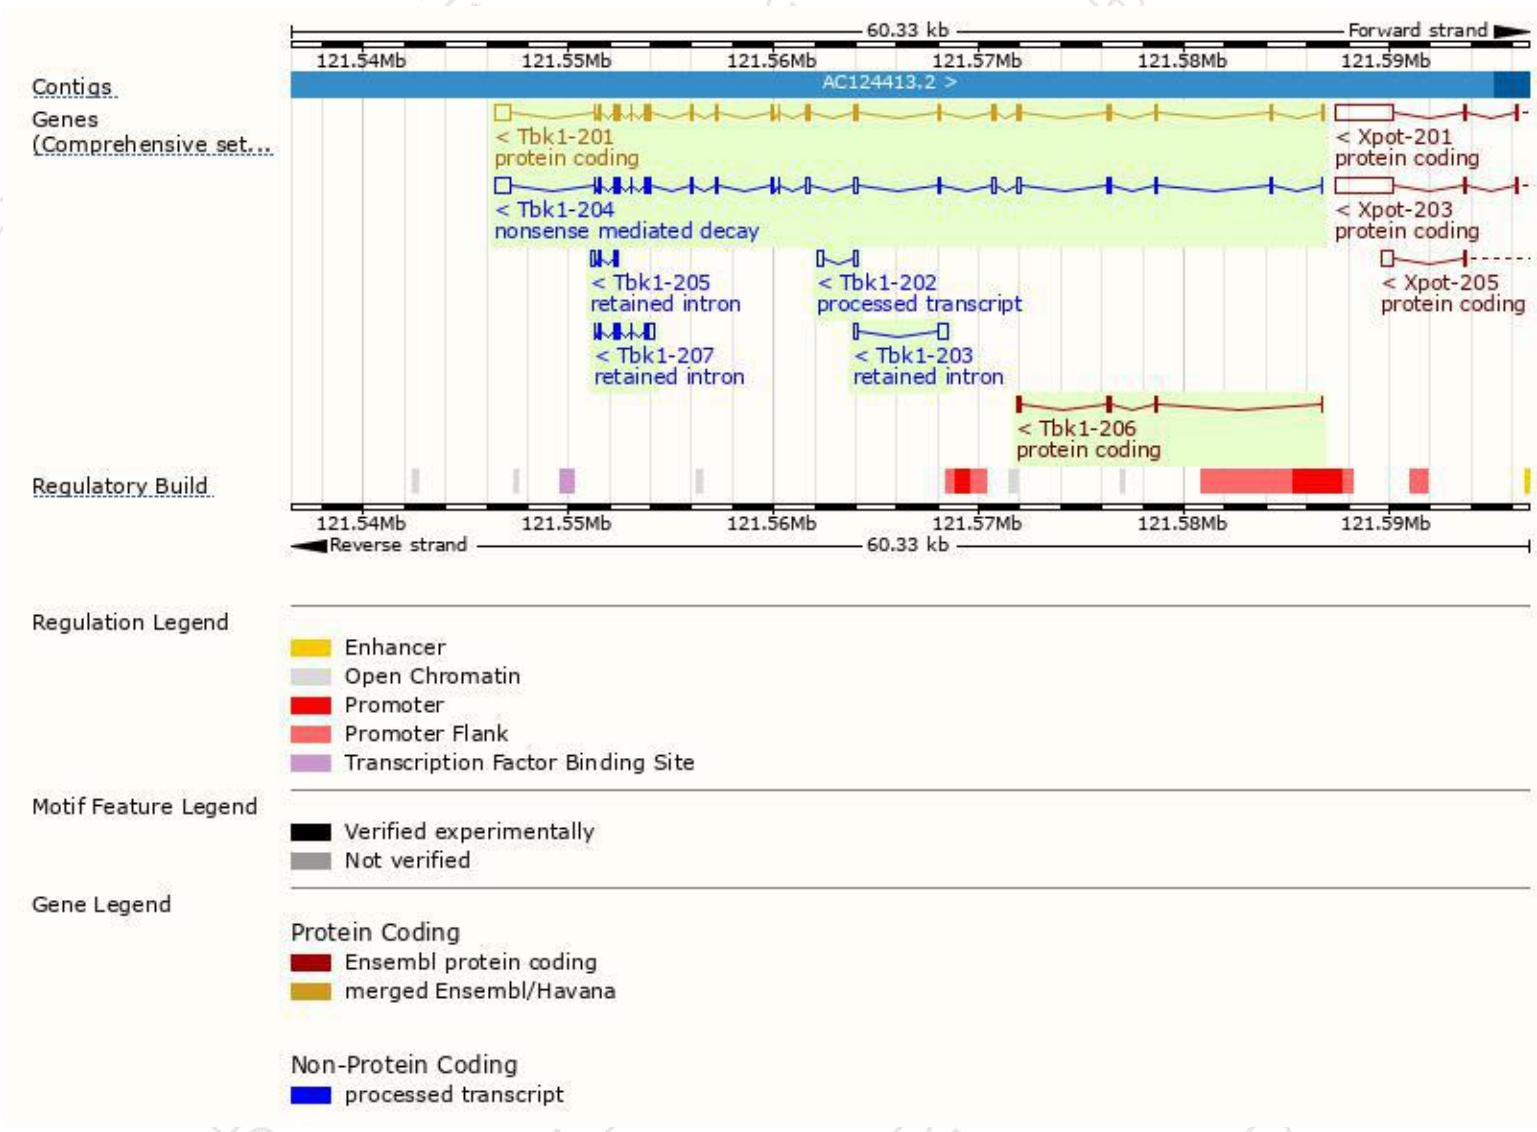 60.33 kb
Forward strand
121.54Mb 121.55Mb 121.56Mb 121.57Mb 121.58Mb 121.59Mb
Contigs
AC124413.2 >
Genes
(Comprehensive set...
< Tbk1-201
protein coding
< Xpot-201
protein coding
< Tbk1-204
nonsense mediated decay
< Xpot-203
protein coding
< Tbk1-205
retained intron
< Tbk1-202
processed transcript
< Xpot-205
protein coding
< Tbk1-207
retained intron
< Tbk1-203
retained intron
< Tbk1-206
protein coding
Regulatory Build
121.54Mb 121.55Mb 121.56Mb 121.57Mb 121.58Mb 121.59Mb
Reverse strand
60.33 kb
Regulation Legend
Enhancer
Open Chromatin
Promoter
Promoter Flank
Transcription Factor Binding Site
Motif Feature Legend
Verified experimentally
Not verified
Gene Legend
Protein Coding
Ensembl protein coding
merged Ensembl/Havana
Non-Protein Coding
processed transcript